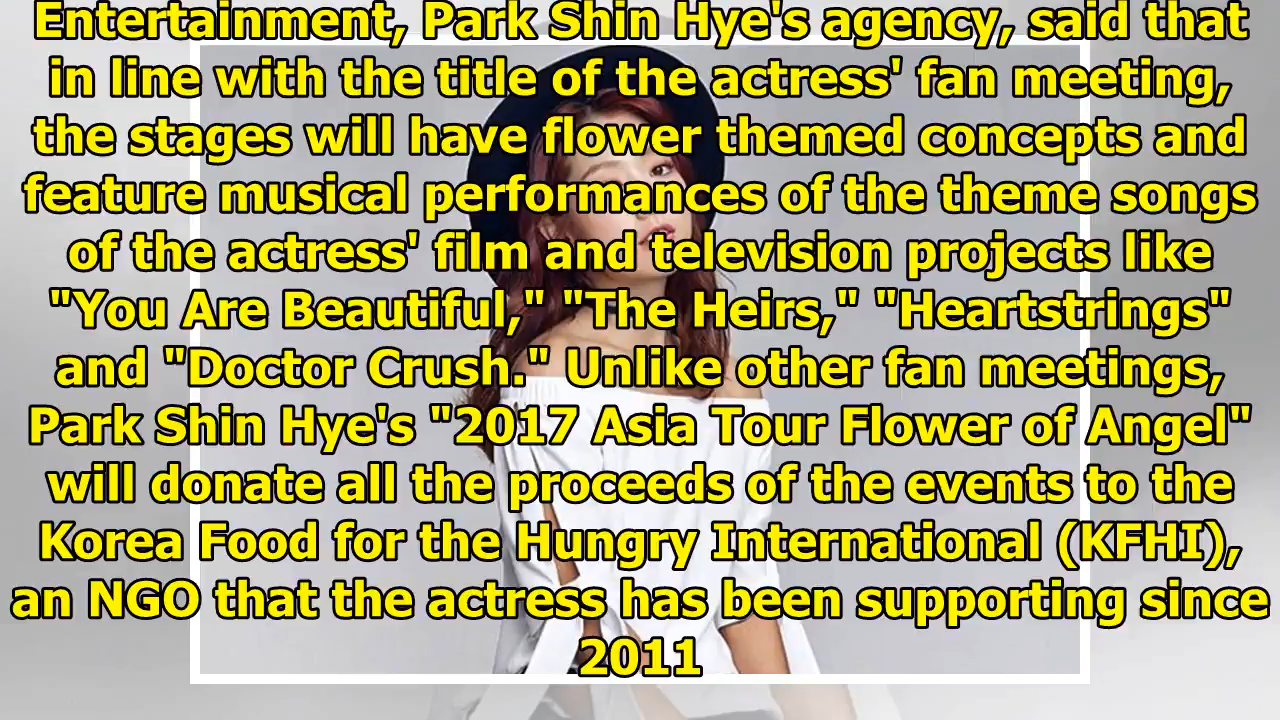 Entertainment, Park Shin Hye's agency, said that
in line with the title of the actress' fan meeting,
the stages will have flower themed concepts and
feature musical performances of the theme songs
of the actress' film and television projects like
"You Are Beautiful," "The Heirs," "Heartstrings"
and "Doctor Crush." Unlike other fan meetings,
Park Shin Hye's "2017 Asia Tour Flower of Angel"
will donate all the proceeds of the events to the
Korea Food for the Hungry International (KFHI),
an NGO that the actress has been supporting since
2011